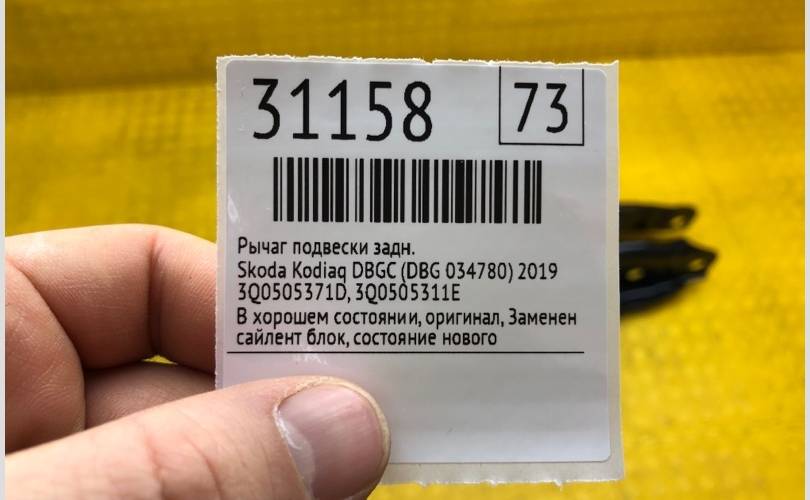 31158 73
Рычаг подвески задн.
Skoda Kodiaq DBGC (DBG 034780) 2019
3Q0505371D, 3Q0505311E
В хорошем состоянии, оригинал, Заменен
сайлент блок, состояние нового